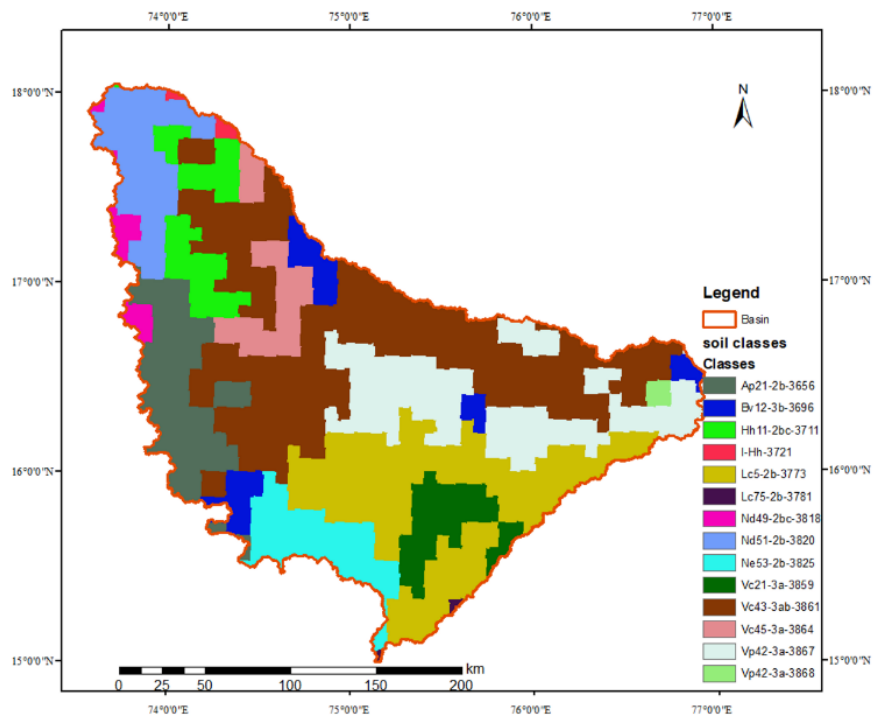 74°0'0"E 75°0'0"E 76°0'0"E 77°0'0"E
18°0'0"N 18°0'0"N
N
17°0'0"N 17°0'0"N
Legend
Basin
soil classes
Classes
Ap21-2b-3656
Bv12-3b-3696
Hh11-2bc-3711
I-Hh-3721
Lc5-2b-3773
Lc75-2b-3781
Nd49-2bc-3818
Nd51-2b-3820
Ne53-2b-3825
Vc21-3a-3859
Vc43-3ab-3861
Vc45-3a-3864
Vp42-3a-3867
Vp42-3a-3868
16°0'0"N 16°0'0"N
15°0'0"N 15°0'0"N
km
0 25 50 100 150 200
74°0'0"E 75°0'0"E 76°0'0"E 77°0'0"E